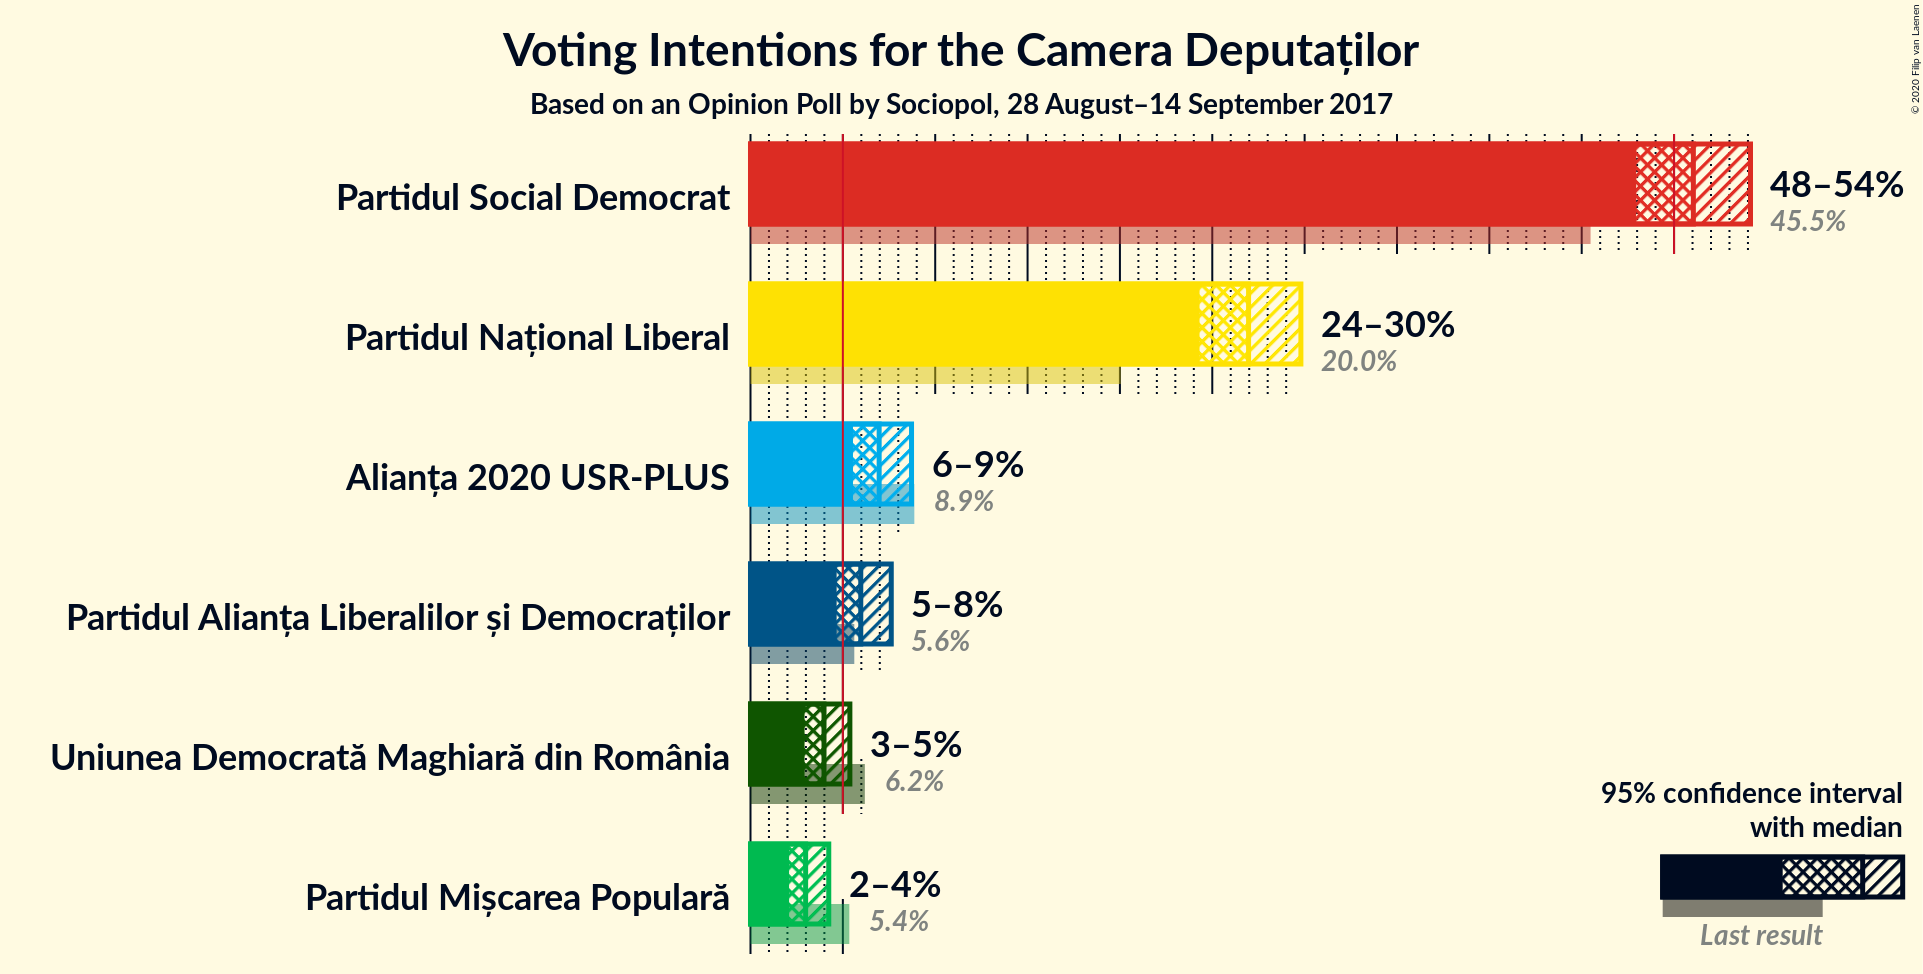 Voting Intentions for the Camera Deputaților
Based on an Opinion Poll by Sociopol, 28 August–14 September 2017
© 2020 Filip van Laenen
Partidul Social Democrat
48–54%
45.5%
Partidul Național Liberal
24–30%
20.0%
Alianța 2020 USR-PLUS
6–9%
8.9%
Partidul Alianța Liberalilor și Democraților
5–8%
5.6%
Uniunea Democrată Maghiară din România
3–5%
6.2%
Partidul Mișcarea Populară
2–4%
5.4%
95% confidence interval
with median
Last result